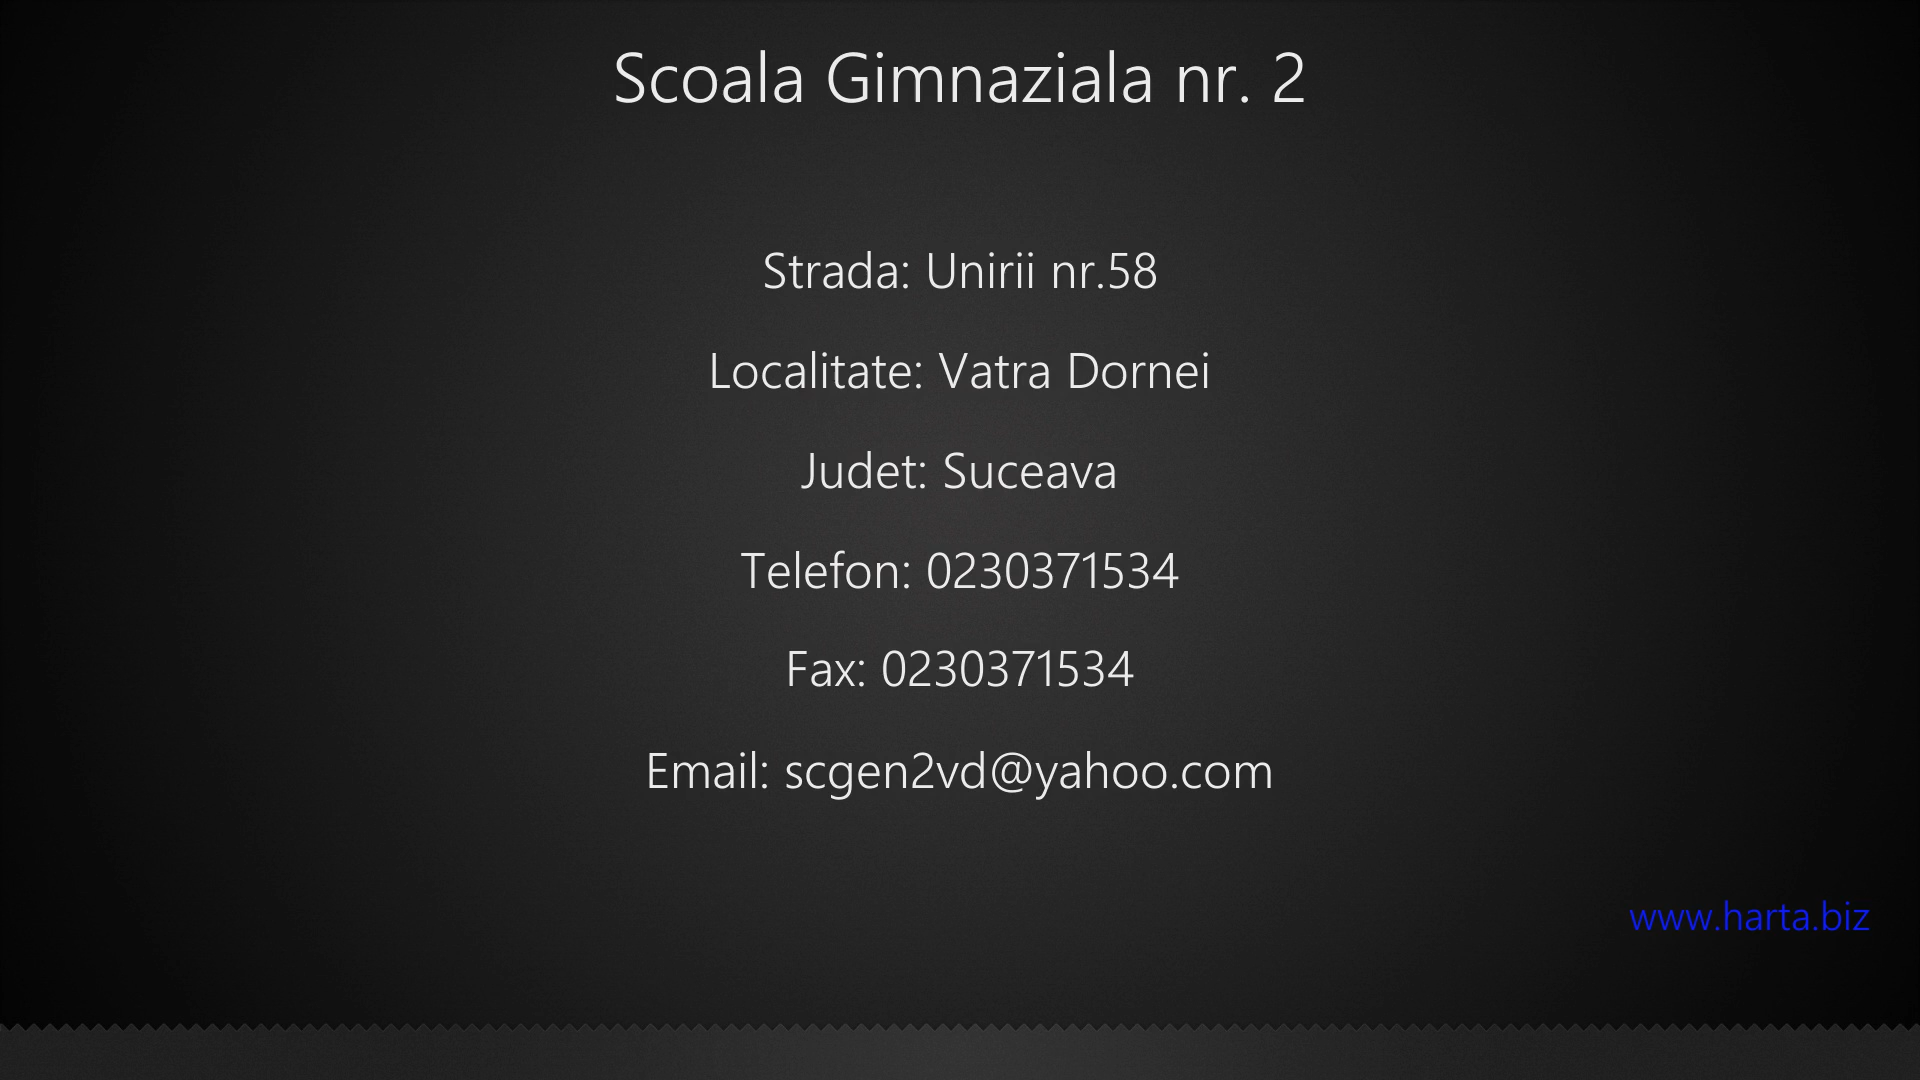 Scoala Gimnaziala nr. 2
Strada: Unirii nr.58
Localitate: Vatra Dornei
Judet: Suceava
Telefon: 0230371534
Fax: 0230371534
Email: scgen2vd@yahoo.com
www.harta.biz